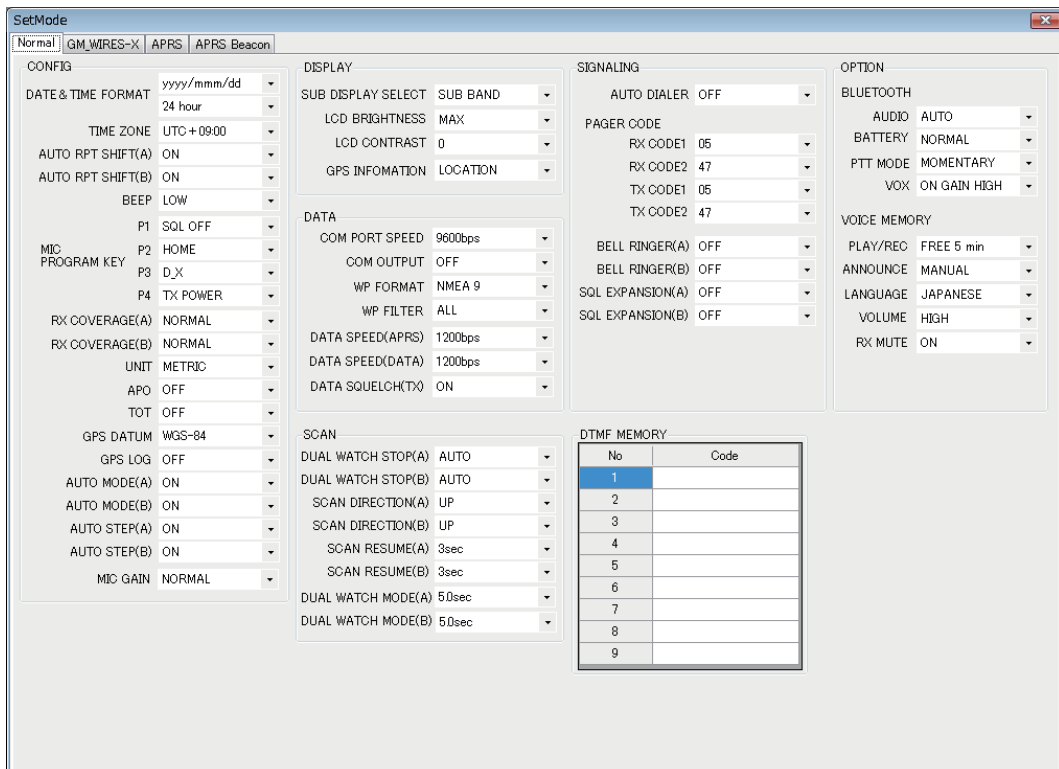 SetMode
Normal GM_WIRES-X APRS APRS Beacon
CONFIG
DATE & TIME FORMAT yyyy/mmm/dd
24 hour
TIME ZONE UTC+09:00
AUTO RPT SHIFT(A) ON
AUTO RPT SHIFT(B) ON
BEEP LOW
MIC PROGRAM KEY
P1 SQL OFF
P2 HOME
P3 D_X
P4 TX POWER
RX COVERAGE(A) NORMAL
RX COVERAGE(B) NORMAL
UNIT METRIC
APO OFF
TOT OFF
GPS DATUM WGS-84
GPS LOG OFF
AUTO MODE(A) ON
AUTO MODE(B) ON
AUTO STEP(A) ON
AUTO STEP(B) ON
MIC GAIN NORMAL
DISPLAY
SUB DISPLAY SELECT SUB BAND
LCD BRIGHTNESS MAX
LCD CONTRAST 0
GPS INFOMATION LOCATION
DATA
COM PORT SPEED 9600bps
COM OUTPUT OFF
WP FORMAT NMEA 9
WP FILTER ALL
DATA SPEED(APRS) 1200bps
DATA SPEED(DATA) 1200bps
DATA SQUELCH(TX) ON
SCAN
DUAL WATCH STOP(A) AUTO
DUAL WATCH STOP(B) AUTO
SCAN DIRECTION(A) UP
SCAN DIRECTION(B) UP
SCAN RESUME(A) 3sec
SCAN RESUME(B) 3sec
DUAL WATCH MODE(A) 5.0sec
DUAL WATCH MODE(B) 5.0sec
SIGNALING
AUTO DIALER OFF
PAGER CODE
RX CODE1 05
RX CODE2 47
TX CODE1 05
TX CODE2 47
BELL RINGER(A) OFF
BELL RINGER(B) OFF
SQL EXPANSION(A) OFF
SQL EXPANSION(B) OFF
DTMF MEMORY
No Code
1
2
3
4
5
6
7
8
9
OPTION
BLUETOOTH
AUDIO AUTO
BATTERY NORMAL
PTT MODE MOMENTARY
VOX ON GAIN HIGH
VOICE MEMORY
PLAY/REC FREE 5 min
ANNOUNCE MANUAL
LANGUAGE JAPANESE
VOLUME HIGH
RX MUTE ON